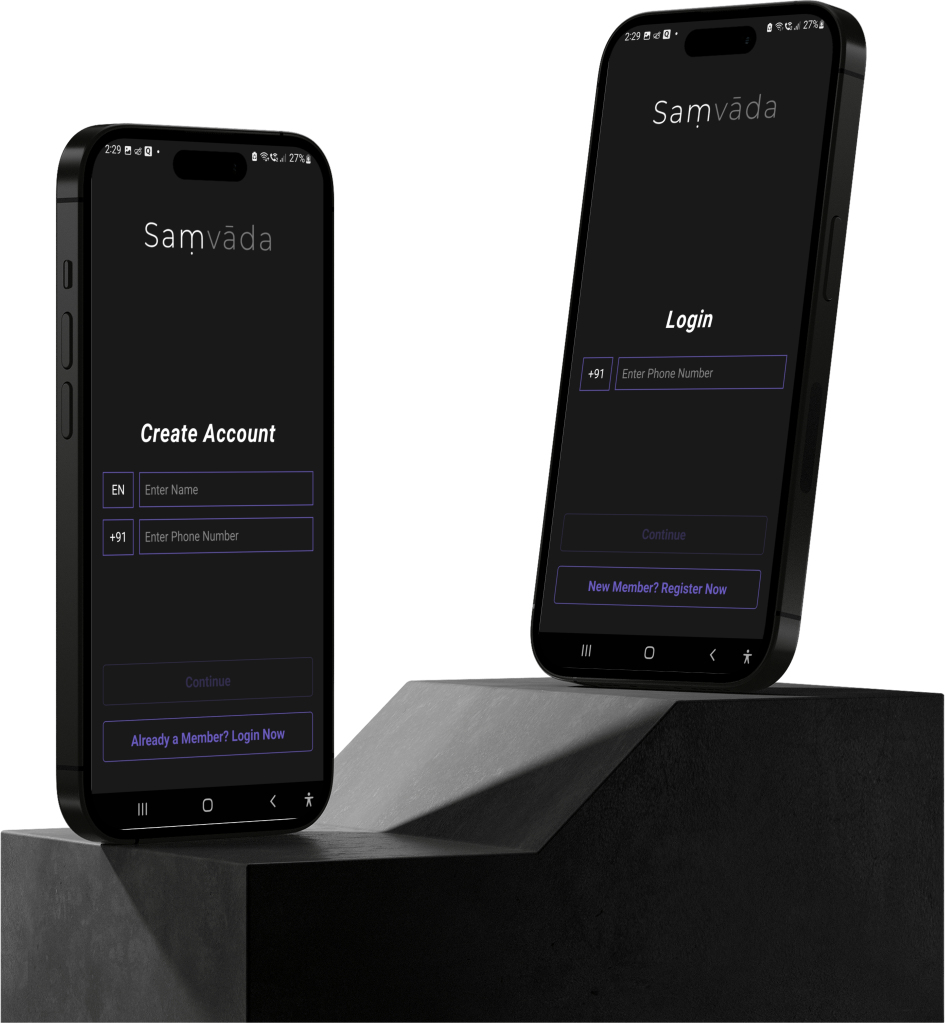 2:29 27%
Saṃvāda
Create Account
EN Enter Name
+91 Enter Phone Number
Continue
Already a Member? Login Now
2:29 27%
Saṃvāda
Login
+91 Enter Phone Number
Continue
New Member? Register Now